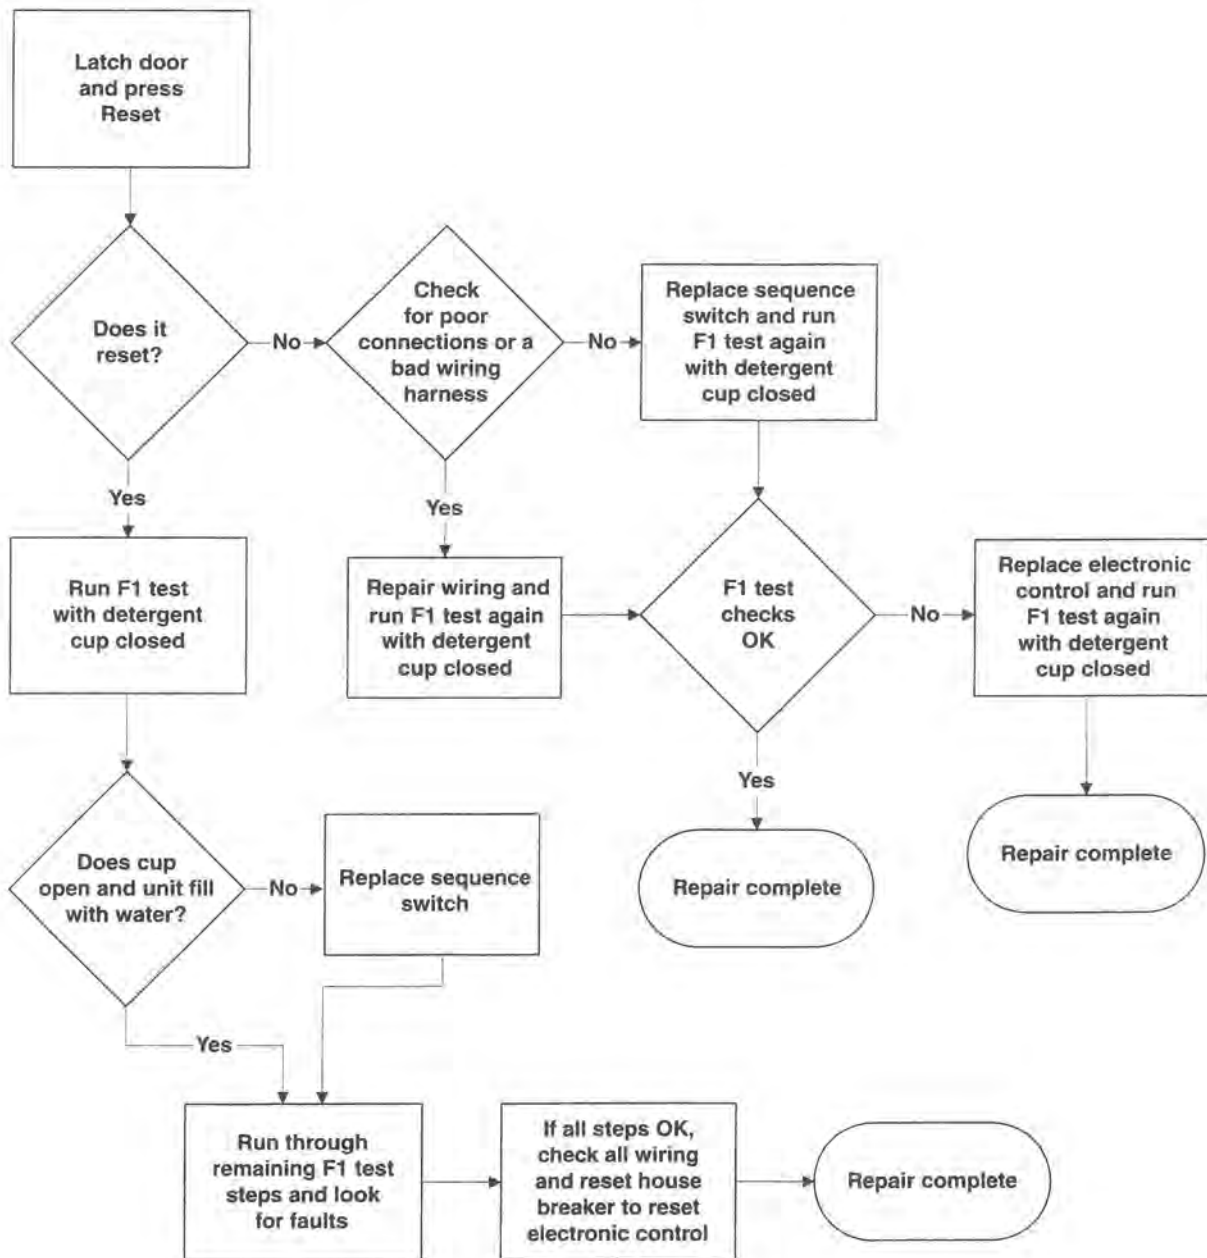 Latch door
and press
Reset
Does it
reset?
No
Check
for poor
connections or a
bad wiring
harness
No
Replace sequence
switch and run
F1 test again
with detergent
cup closed
Yes
Yes
Run F1 test
with detergent
cup closed
Repair wiring and
run F1 test again
with detergent
cup closed
F1 test
checks
OK
No
Replace electronic
control and run
F1 test again
with detergent
cup closed
Yes
Does cup
open and unit fill
with water?
No
Replace sequence
switch
Repair complete
Repair complete
Yes
Run through
remaining F1 test
steps and look
for faults
If all steps OK,
check all wiring
and reset house
breaker to reset
electronic control
Repair complete